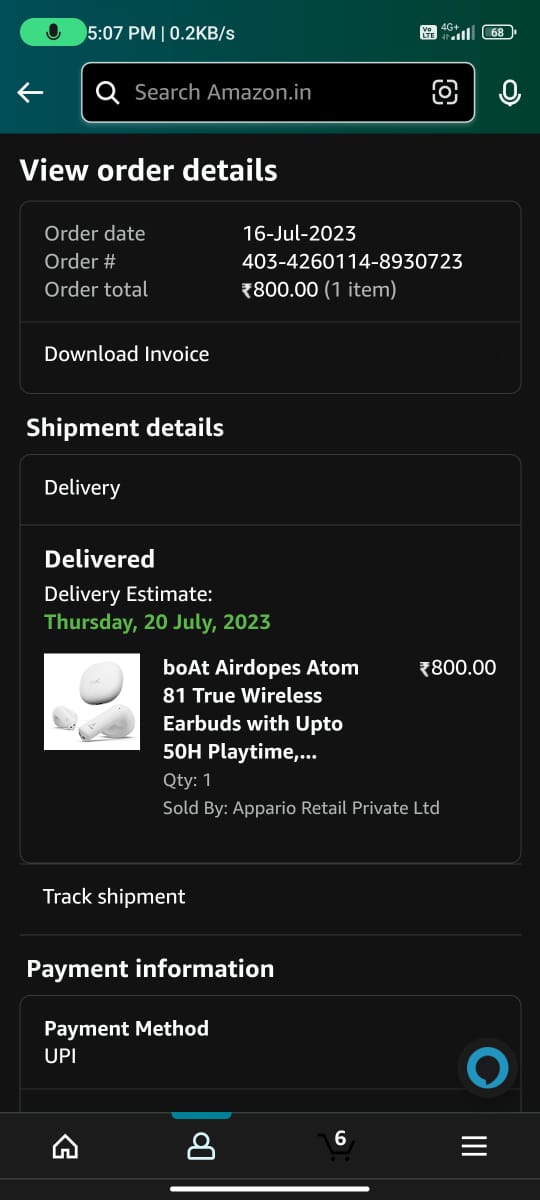 5:07 PM | 0.2KB/s
Vo LTE 4G+ 68
Search Amazon.in
View order details
Order date 16-Jul-2023
Order # 403-4260114-8930723
Order total ₹800.00 (1 item)
Download Invoice
Shipment details
Delivery
Delivered
Delivery Estimate:
Thursday, 20 July, 2023
boAt Airdopes Atom ₹800.00
81 True Wireless
Earbuds with Upto
50H Playtime,...
Qty: 1
Sold By: Appario Retail Private Ltd
Track shipment
Payment information
Payment Method
UPI
6